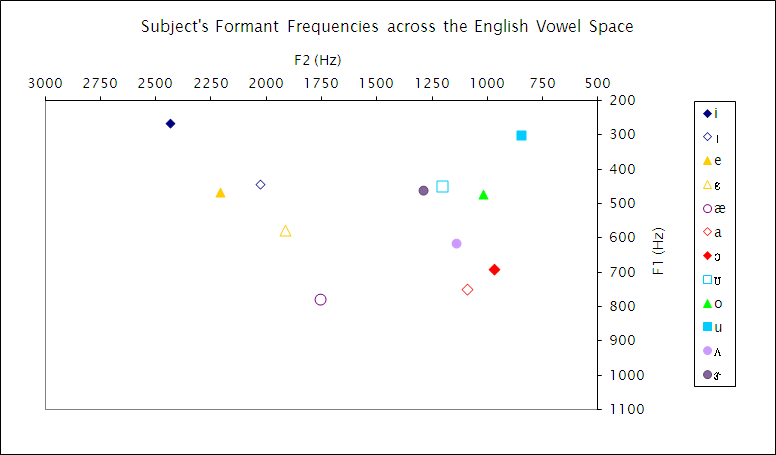 Subject's Formant Frequencies across the English Vowel Space
F2 (Hz)
3000 2750 2500 2250 2000 1750 1500 1250 1000 750 500
200
300
400
500
600
700
800
900
1000
1100
F1 (Hz)
i
ɪ
e
ɛ
æ
a
ɔ
ʊ
o
u
ʌ
ɝ